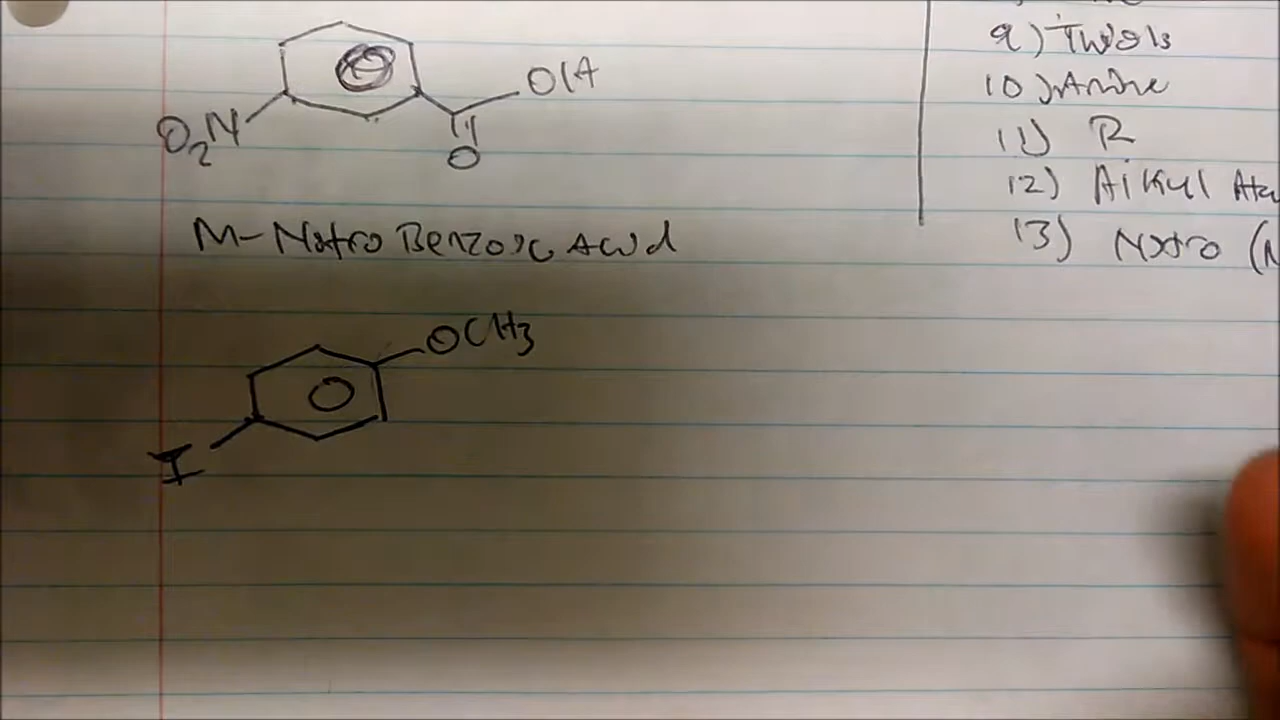 OH
O₂N
O
M-Nitro Benzoic Acid
OCH₃
I
9) Thiols
10) Amine
11) R
12) Alkyl
13) Nitro (N